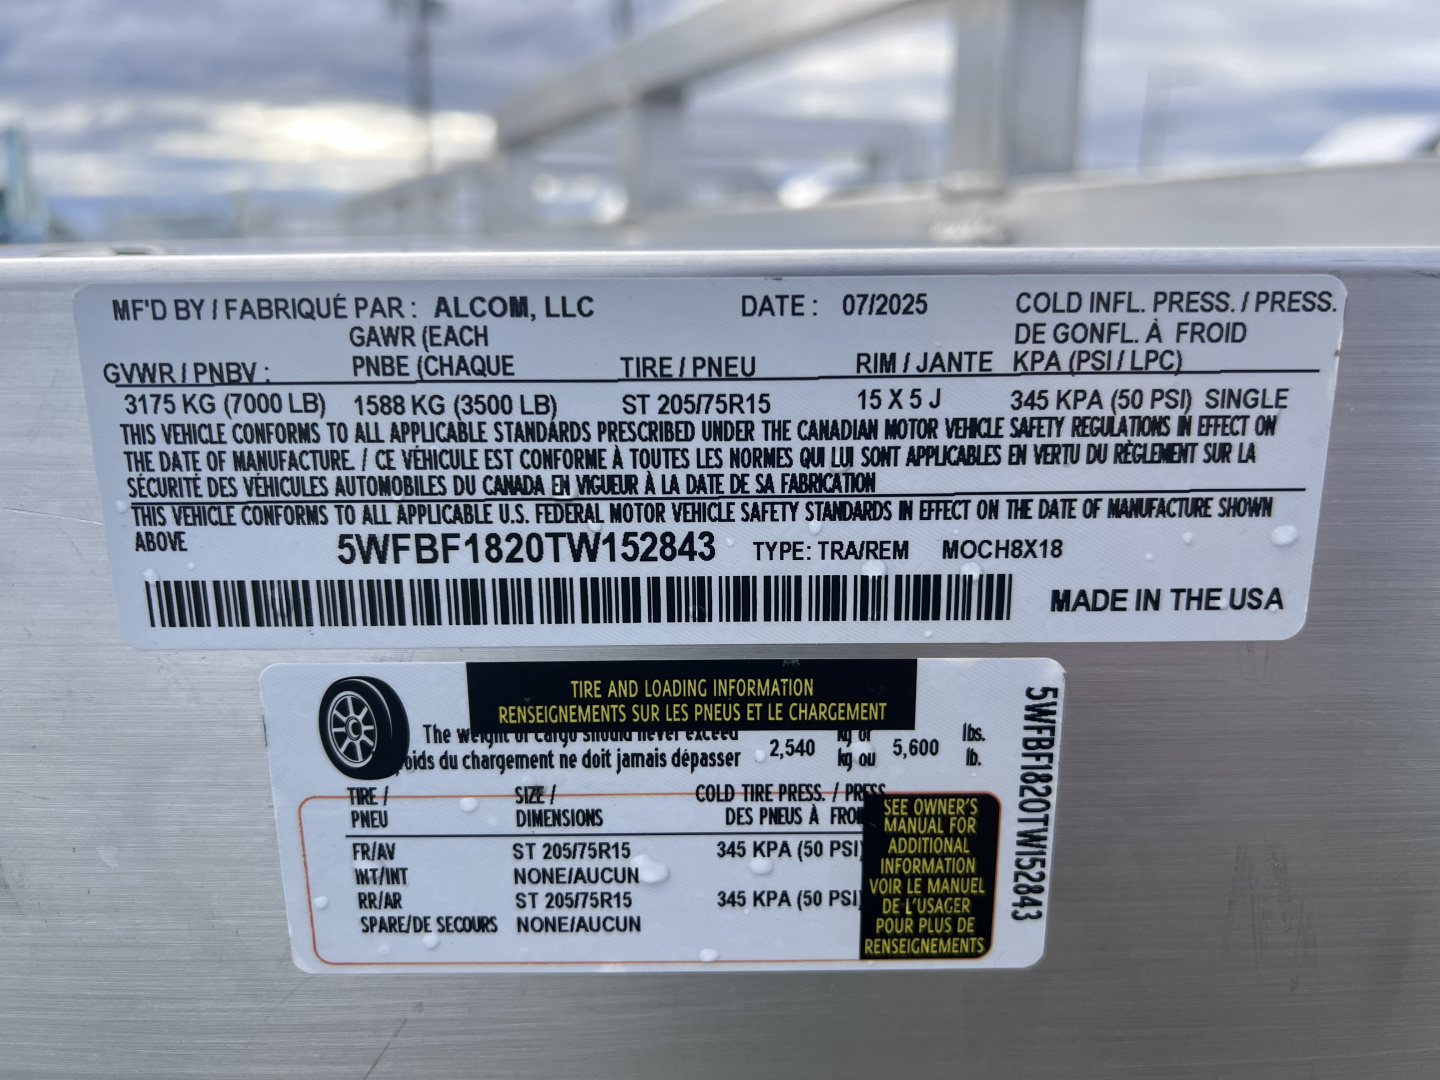 MF'D BY / FABRIQUÉ PAR : ALCOM, LLC DATE : 07/2025 COLD INFL. PRESS. / PRESS.
GAWR (EACH DE GONFL. À FROID
GVWR / PNBV : PNBE (CHAQUE TIRE / PNEU RIM / JANTE KPA (PSI / LPC)
3175 KG (7000 LB) 1588 KG (3500 LB) ST 205/75R15 15 X 5 J 345 KPA (50 PSI) SINGLE
THIS VEHICLE CONFORMS TO ALL APPLICABLE STANDARDS PRESCRIBED UNDER THE CANADIAN MOTOR VEHICLE SAFETY REGULATIONS IN EFFECT ON
THE DATE OF MANUFACTURE. / CE VÉHICULE EST CONFORME À TOUTES LES NORMES QUI LUI SONT APPLICABLES EN VERTU DU RÈGLEMENT SUR LA
SÉCURITÉ DES VÉHICULES AUTOMOBILES DU CANADA EN VIGUEUR À LA DATE DE SA FABRICATION
THIS VEHICLE CONFORMS TO ALL APPLICABLE U.S. FEDERAL MOTOR VEHICLE SAFETY STANDARDS IN EFFECT ON THE DATE OF MANUFACTURE SHOWN
ABOVE 5WFBF1820TW152843 TYPE: TRA/REM MOCH8X18
MADE IN THE USA
TIRE AND LOADING INFORMATION
RENSEIGNEMENTS SUR LES PNEUS ET LE CHARGEMENT
The weight of cargo should never exceed 2,540 kg or 5,600 lbs.
oids du chargement ne doit jamais dépasser kg ou lb.
TIRE / SIZE / COLD TIRE PRESS. / PRESS
PNEU DIMENSIONS DES PNEUS À FROI
FR/AV ST 205/75R15 345 KPA (50 PSI)
INT/INT NONE/AUCUN
RR/AR ST 205/75R15 345 KPA (50 PSI)
SPARE/DE SECOURS NONE/AUCUN
SEE OWNER'S
MANUAL FOR
ADDITIONAL
INFORMATION
VOIR LE MANUEL
DE L'USAGER
POUR PLUS DE
RENSEIGNEMENTS
5WFBF1820TW152843